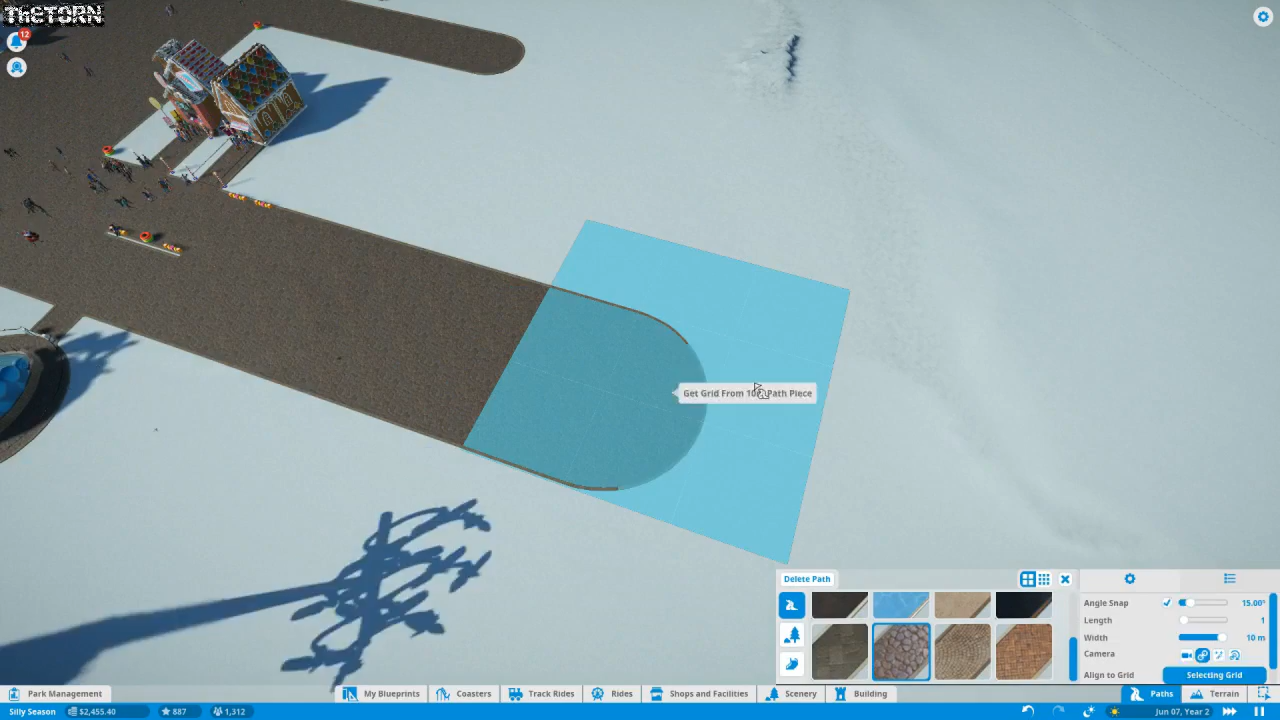 THETORN
12
Get Grid From 10m Path Piece
Delete Path
Angle Snap
15.00°
Length
1
Width
10 m
Camera
Align to Grid
Selecting Grid
Park Management
My Blueprints
Coasters
Track Rides
Rides
Shops and Facilities
Scenery
Building
Paths
Terrain
Silly Season
$2,455.40
887
1,312
Jun 07, Year 2